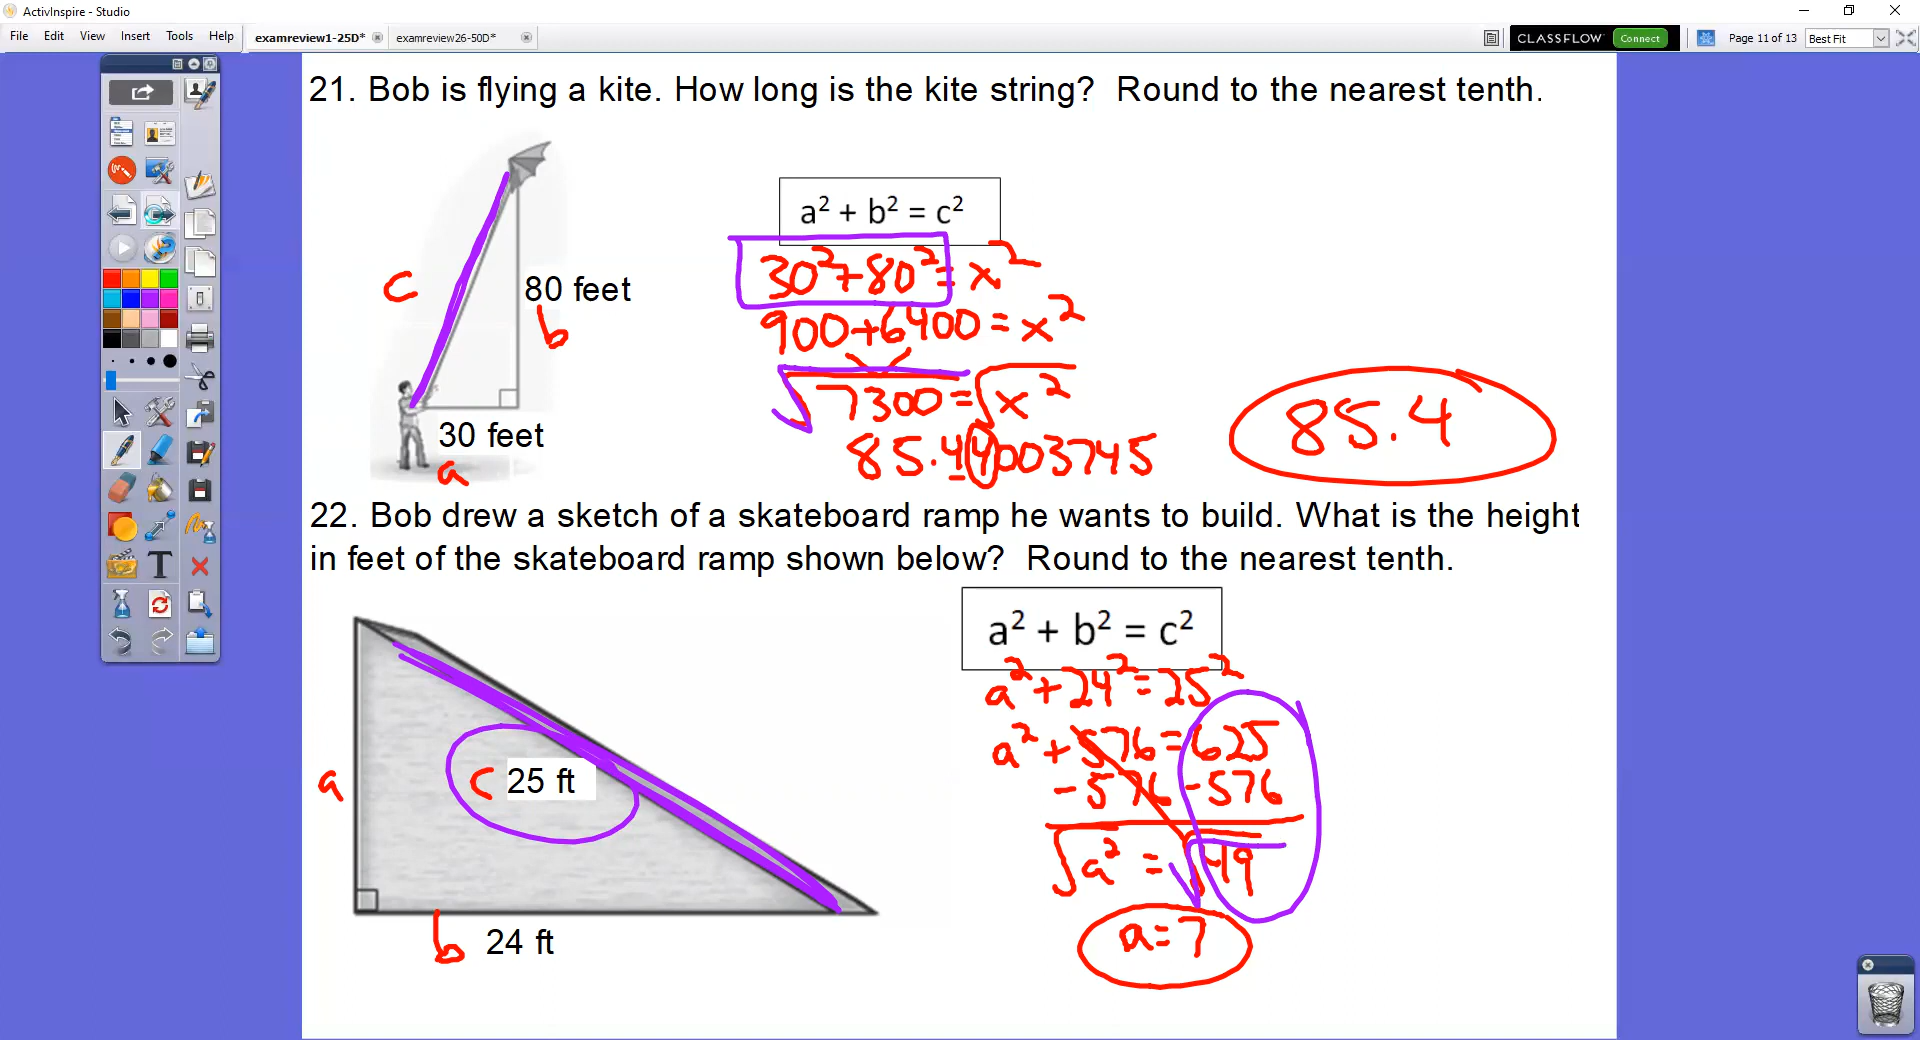 ActivInspire - Studio
File Edit View Insert Tools Help
examreview1-25D* examreview26-50D*
CLASSFLOW Connect Page 11 of 13 Best Fit
21. Bob is flying a kite. How long is the kite string? Round to the nearest tenth.
a² + b² = c²
30² + 80² = x²
c
80 feet
b
900 + 6400 = x²
√7300 = √x²
85.4
30 feet
a
85.44003745
22. Bob drew a sketch of a skateboard ramp he wants to build. What is the height
in feet of the skateboard ramp shown below? Round to the nearest tenth.
a² + b² = c²
a² + 24² = 25²
a² + 576 = 625
- 576 - 576
a
c 25 ft
√a² = √49
a = 7
b 24 ft
T